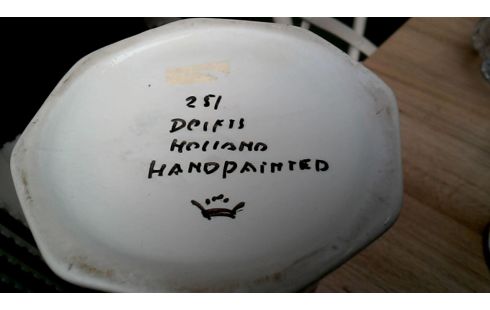 251
DELFTS
HOLLAND
HANDPAINTED